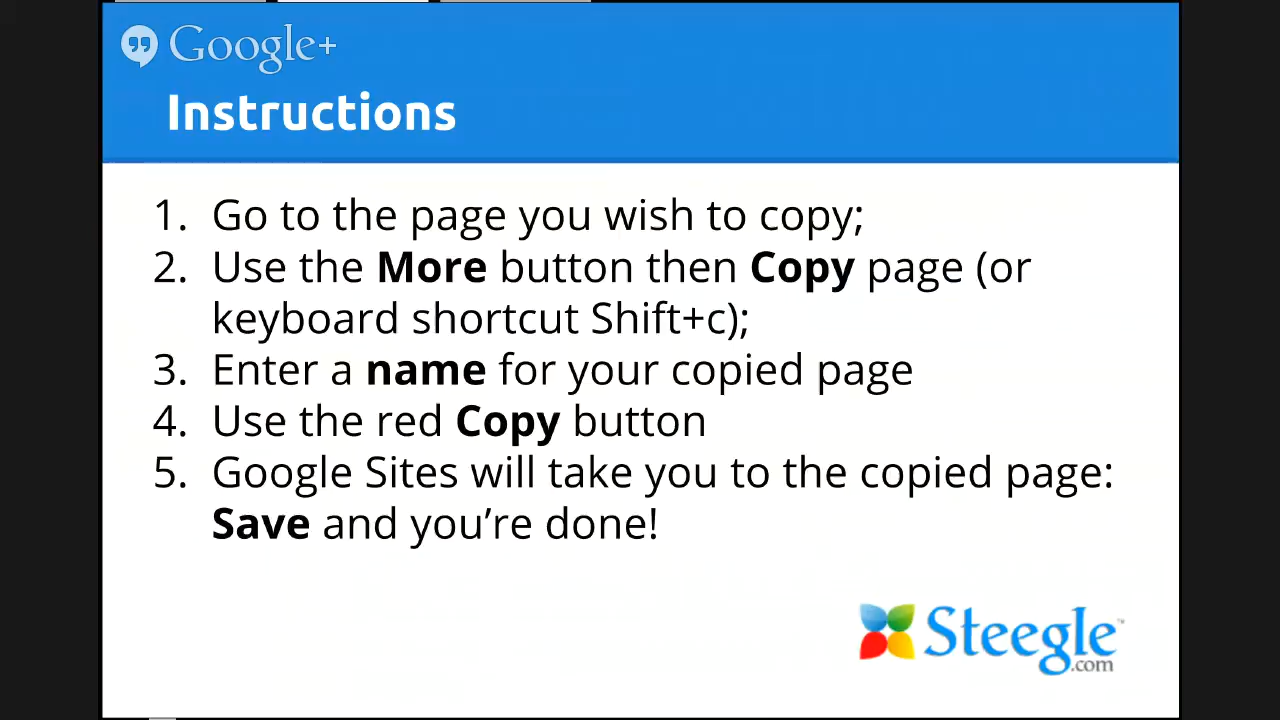 Google+
Instructions
1. Go to the page you wish to copy;
2. Use the More button then Copy page (or
keyboard shortcut Shift+c);
3. Enter a name for your copied page
4. Use the red Copy button
5. Google Sites will take you to the copied page:
Save and you’re done!
Steegle™
.com